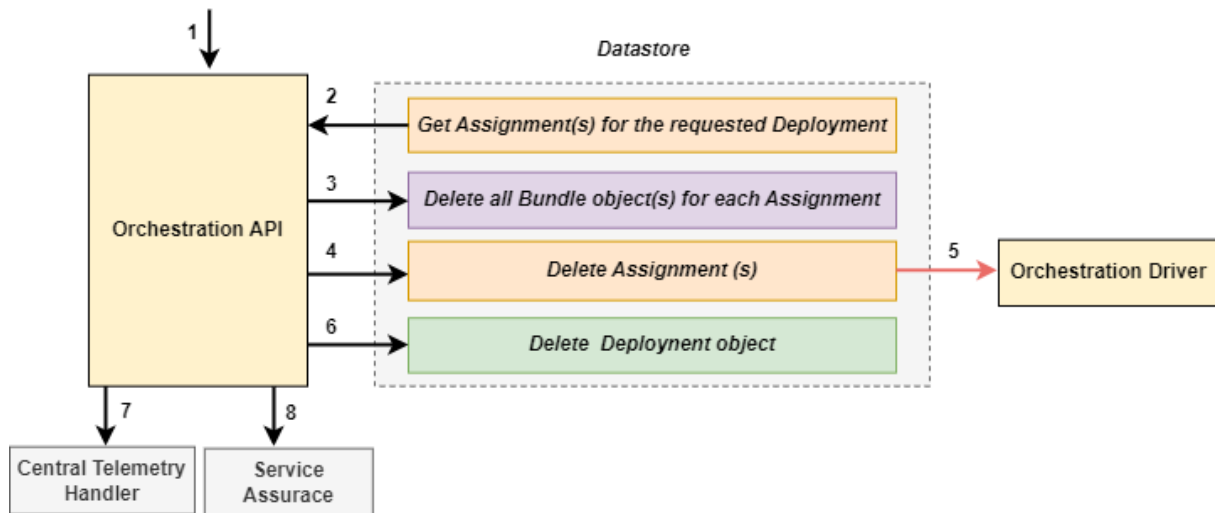 1
Datastore
2
Get Assignment(s) for the requested Deployment
3
Delete all Bundle object(s) for each Assignment
Orchestration API
4
Delete Assignment (s)
5
Orchestration Driver
6
Delete Deploynent object
7
8
Central Telemetry
Handler
Service
Assurace